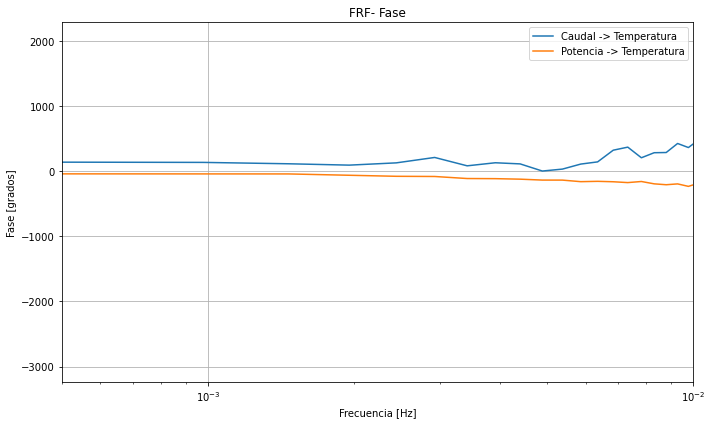 FRF- Fase
Caudal -> Temperatura
Potencia -> Temperatura
Fase [grados]
2000
1000
0
−1000
−2000
−3000
10⁻³
10⁻²
Frecuencia [Hz]